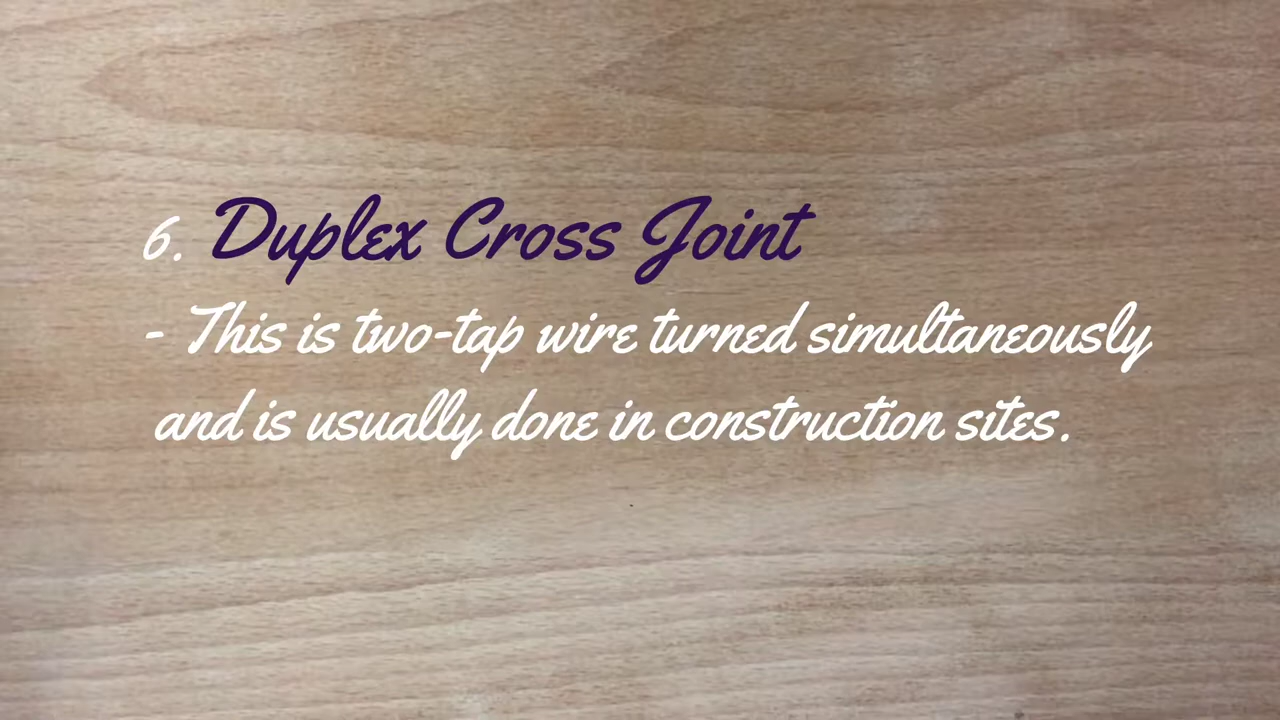 6. Duplex Cross Joint
- This is two-tap wire turned simultaneously
and is usually done in construction sites.